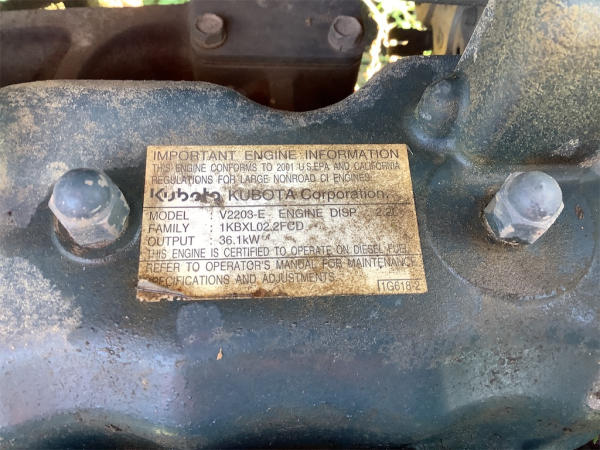 IMPORTANT ENGINE INFORMATION
THIS ENGINE CONFORMS TO 2001 U.S.EPA AND CALIFORNIA
REGULATIONS FOR LARGE NONROAD CI ENGINES.
Kubota KUBOTA Corporation
MODEL : V2203-E ENGINE DISP. : 2.2L
FAMILY : 1KBXL02.2FCD
OUTPUT : 36.1kW
THIS ENGINE IS CERTIFIED TO OPERATE ON DIESEL FUEL.
REFER TO OPERATOR'S MANUAL FOR MAINTENANCE
SPECIFICATIONS AND ADJUSTMENTS.
1G618-2